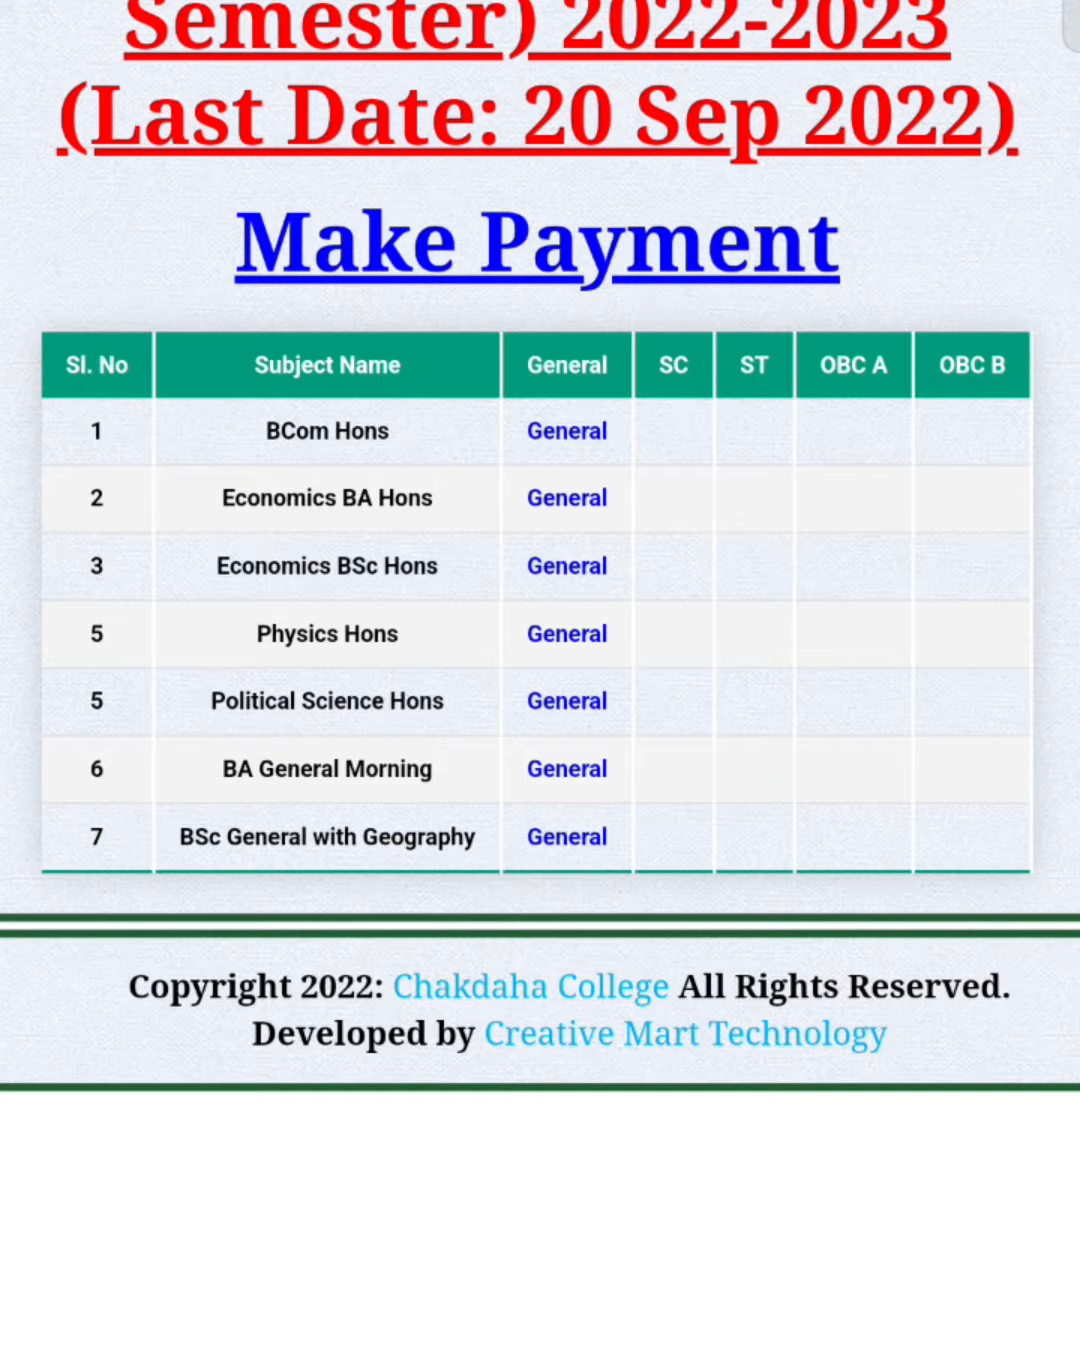 Semester) 2022-2023
(Last Date: 20 Sep 2022)
Make Payment
Sl. No Subject Name General SC ST OBC A OBC B
1 BCom Hons General
2 Economics BA Hons General
3 Economics BSc Hons General
5 Physics Hons General
5 Political Science Hons General
6 BA General Morning General
7 BSc General with Geography General
Copyright 2022: Chakdaha College All Rights Reserved.
Developed by Creative Mart Technology